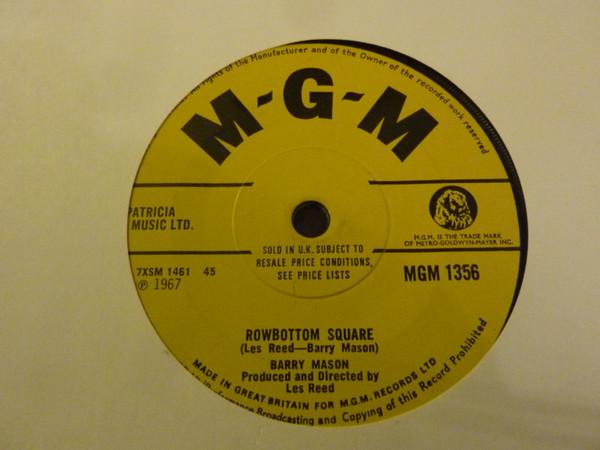 All rights of the Manufacturer and of the Owner of the recorded work reserved
M-G-M
PATRICIA
MUSIC LTD.
M.G.M. IS THE TRADE MARK
OF METRO-GOLDWYN-MAYER INC.
SOLD IN U.K. SUBJECT TO
RESALE PRICE CONDITIONS,
SEE PRICE LISTS
7XSM 1461 45
℗ 1967
MGM 1356
ROWBOTTOM SQUARE
(Les Reed—Barry Mason)
BARRY MASON
Produced and Directed by
Les Reed
MADE IN GREAT BRITAIN FOR M.G.M. RECORDS LTD
Broadcasting and Copying of this Record Prohibited